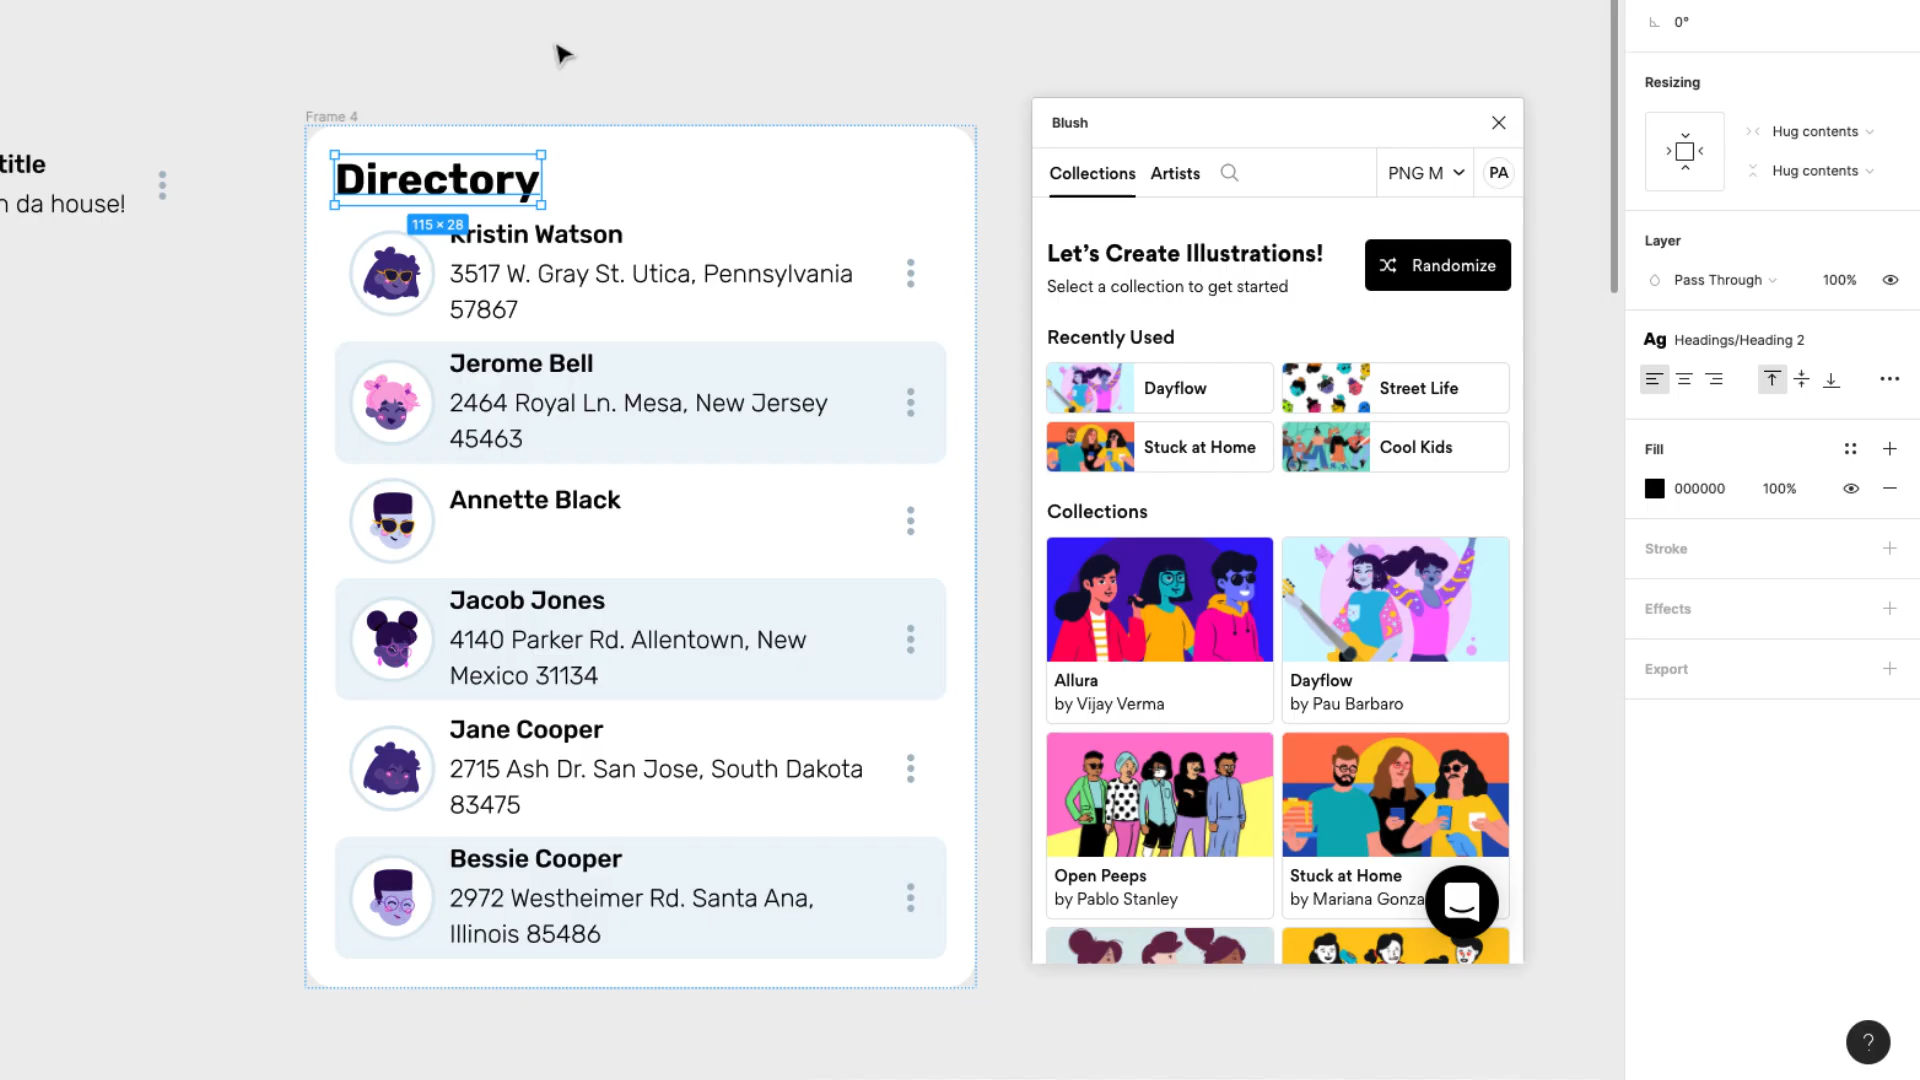 title
n da house!
Frame 4
Directory
115 × 28
Kristin Watson
3517 W. Gray St. Utica, Pennsylvania
57867
Jerome Bell
2464 Royal Ln. Mesa, New Jersey
45463
Annette Black
Jacob Jones
4140 Parker Rd. Allentown, New
Mexico 31134
Jane Cooper
2715 Ash Dr. San Jose, South Dakota
83475
Bessie Cooper
2972 Westheimer Rd. Santa Ana,
Illinois 85486
Blush
Collections Artists PNG M PA
Let's Create Illustrations!
Select a collection to get started
Randomize
Recently Used
Dayflow
Street Life
Stuck at Home
Cool Kids
Collections
Allura
by Vijay Verma
Dayflow
by Pau Barbaro
Open Peeps
by Pablo Stanley
Stuck at Home
by Mariana Gonza
0°
Resizing
Hug contents
Hug contents
Layer
Pass Through 100%
Ag Headings/Heading 2
Fill
000000 100%
Stroke
Effects
Export
?